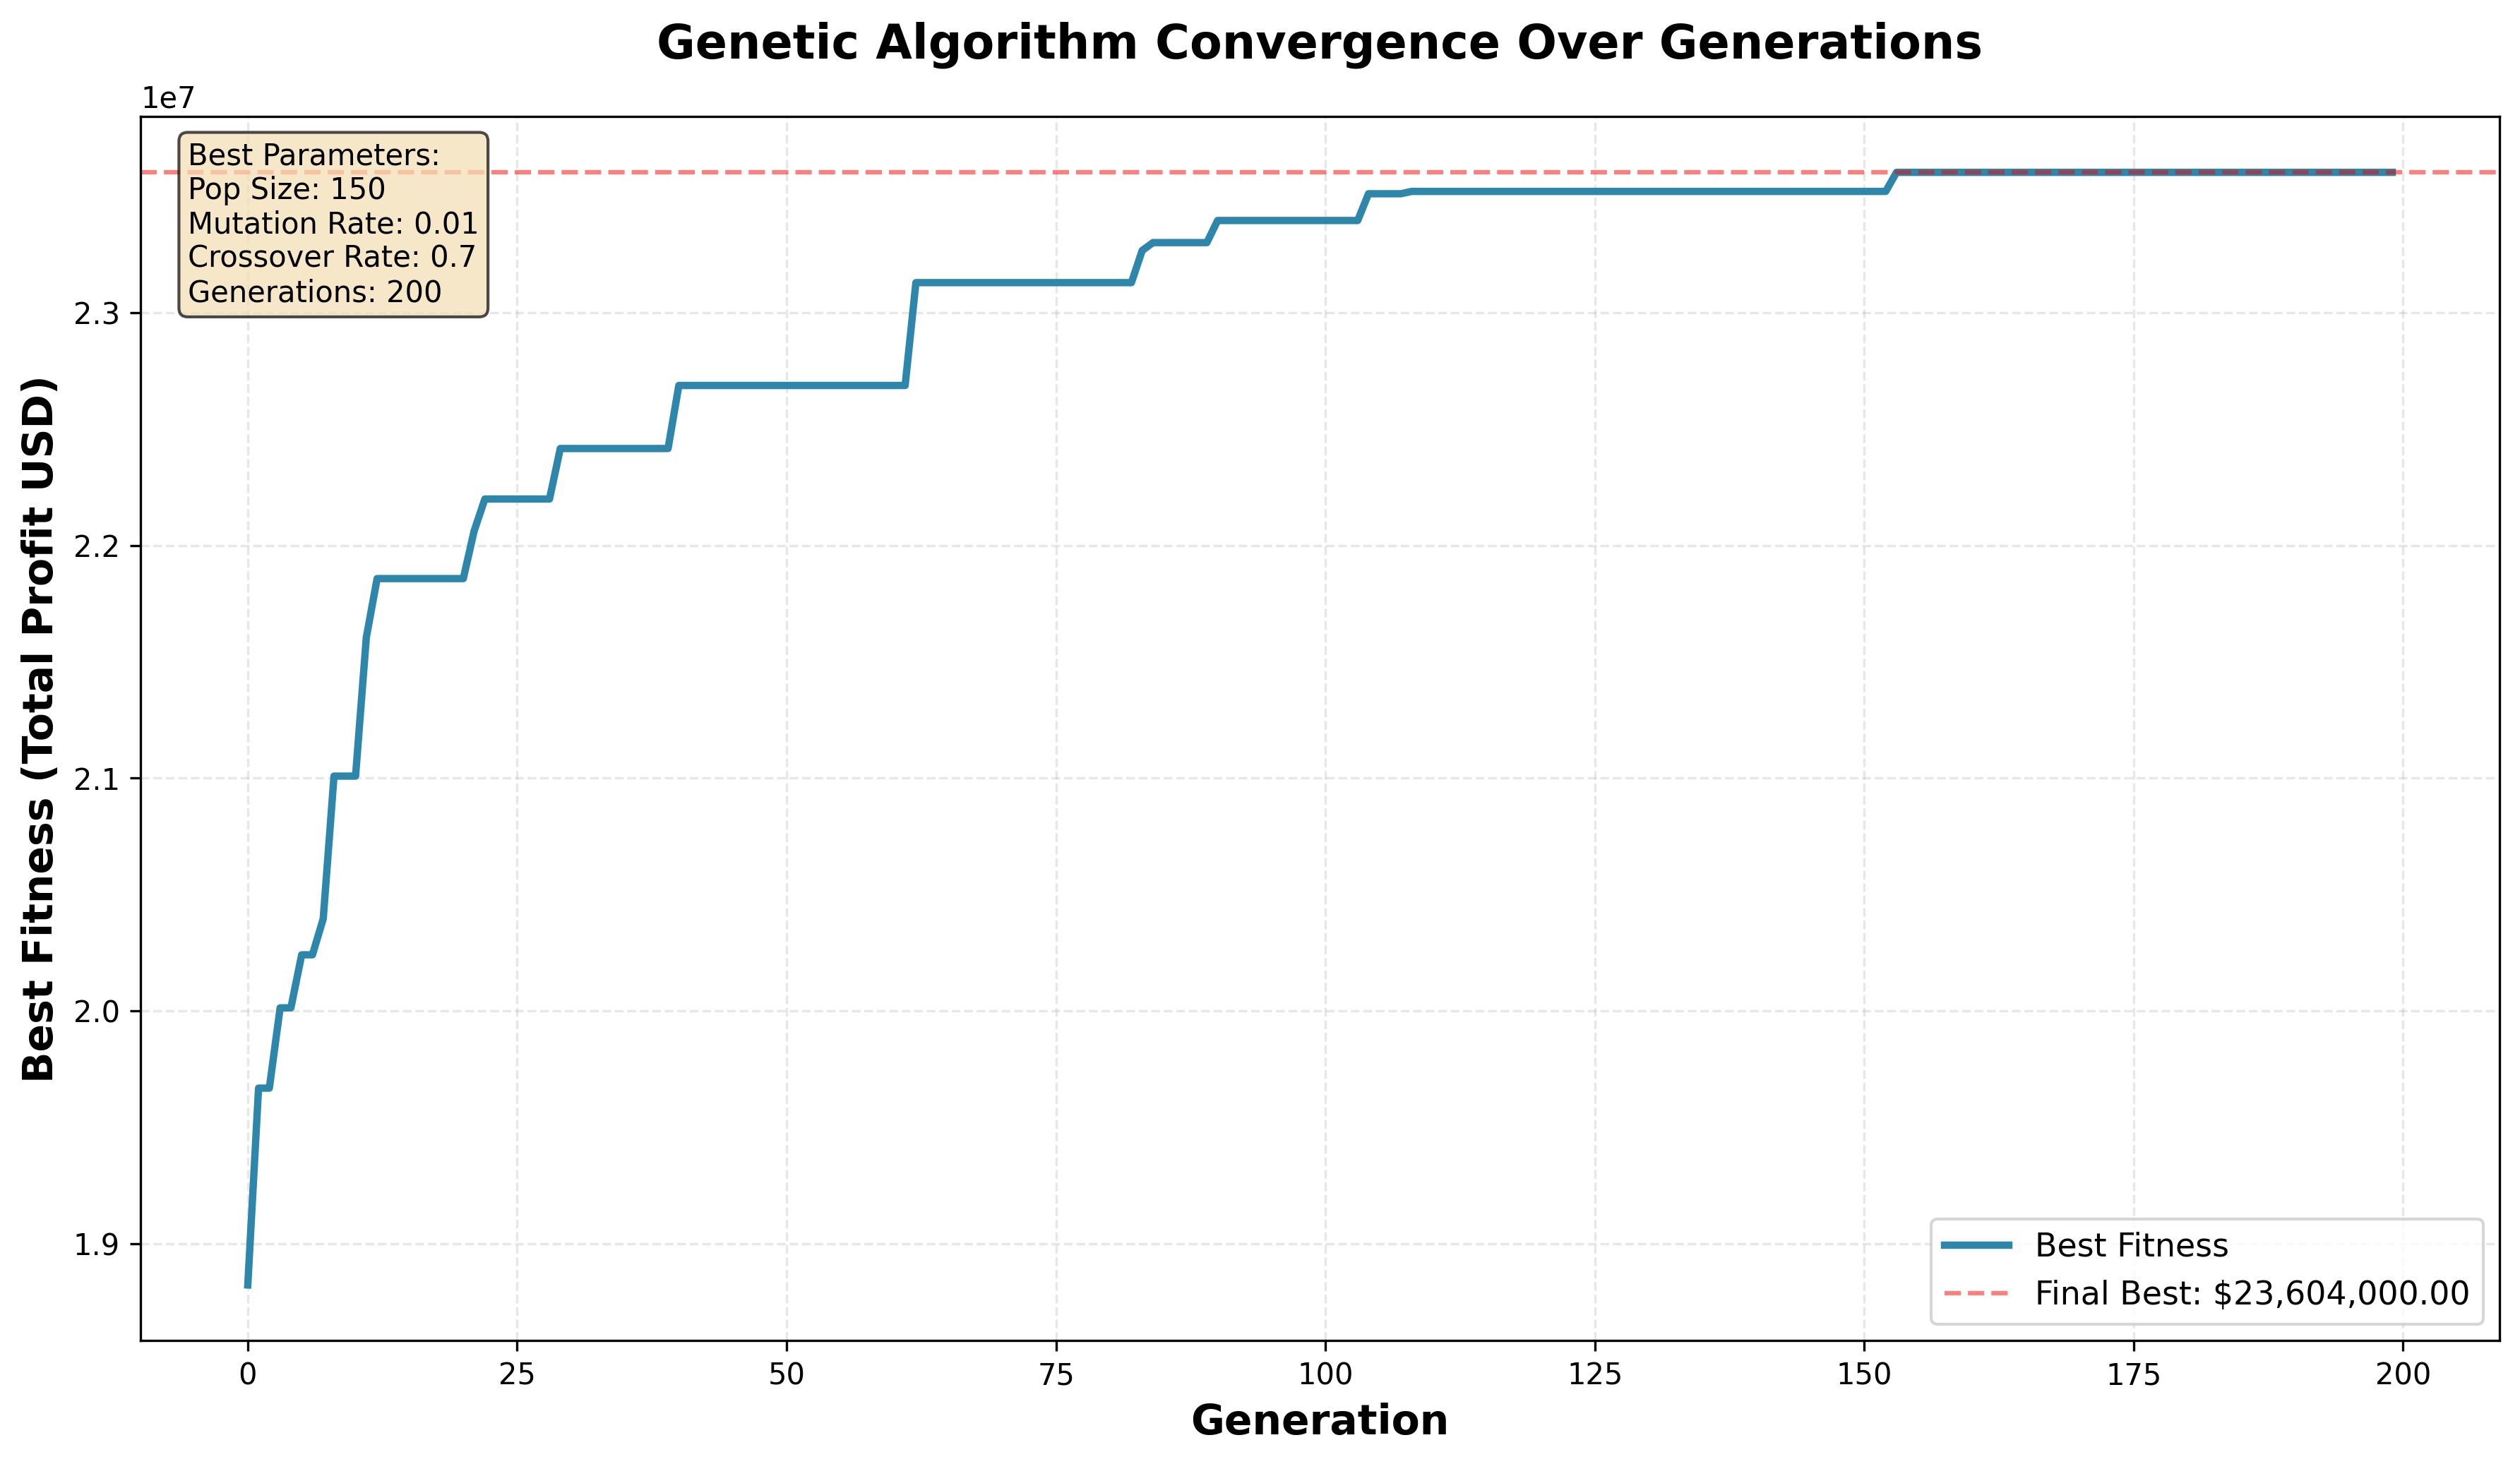 Genetic Algorithm Convergence Over Generations
1e7
Best Parameters:
Pop Size: 150
Mutation Rate: 0.01
Crossover Rate: 0.7
Generations: 200
2.3
2.2
2.1
2.0
1.9
Best Fitness (Total Profit USD)
Best Fitness
Final Best: $23,604,000.00
0 25 50 75 100 125 150 175 200
Generation